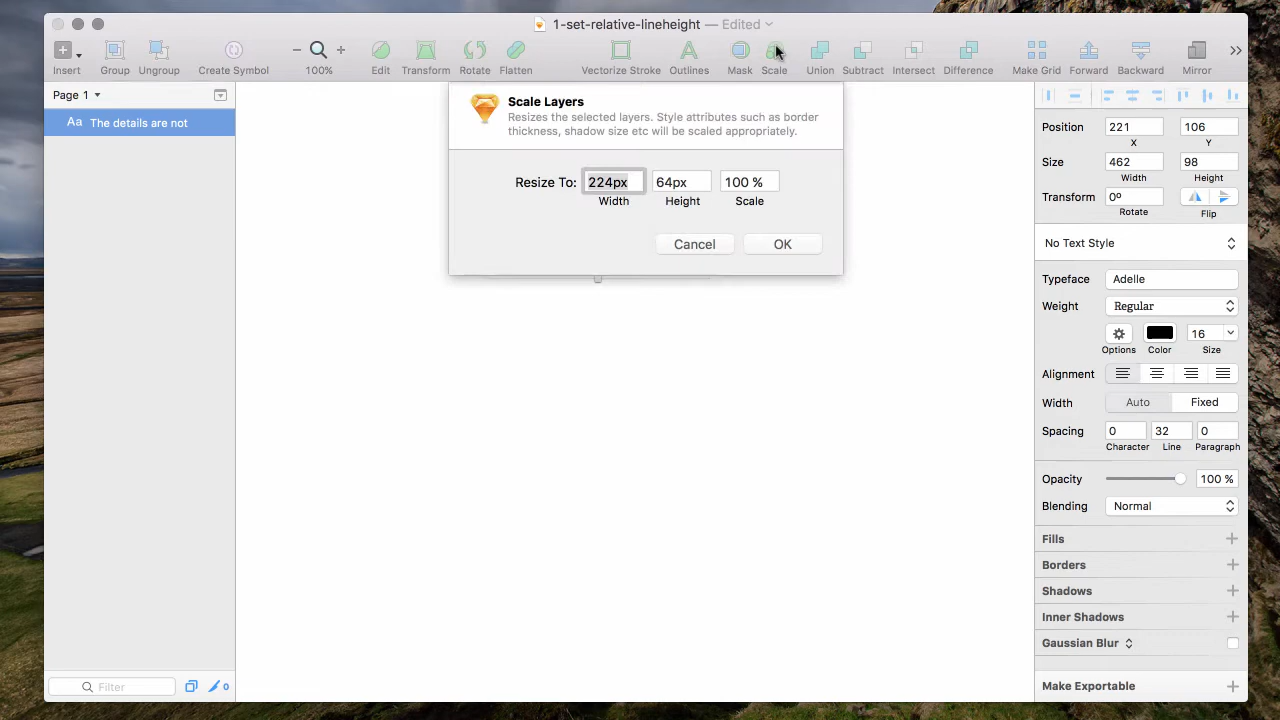 1-set-relative-lineheight — Edited
Insert Group Ungroup Create Symbol 100% Edit Transform Rotate Flatten Vectorize Stroke Outlines Mask Scale Union Subtract Intersect Difference Make Grid Forward Backward Mirror
Page 1
Aa The details are not
Filter
0
Scale Layers
Resizes the selected layers. Style attributes such as border
thickness, shadow size etc will be scaled appropriately.
Resize To: 224px 64px 100 %
Width Height Scale
Cancel OK
Position 221 106
X Y
Size 462 98
Width Height
Transform 0º
Rotate Flip
No Text Style
Typeface Adelle
Weight Regular
16
Options Color Size
Alignment
Width Auto Fixed
Spacing 0 32 0
Character Line Paragraph
Opacity 100 %
Blending Normal
Fills
Borders
Shadows
Inner Shadows
Gaussian Blur
Make Exportable